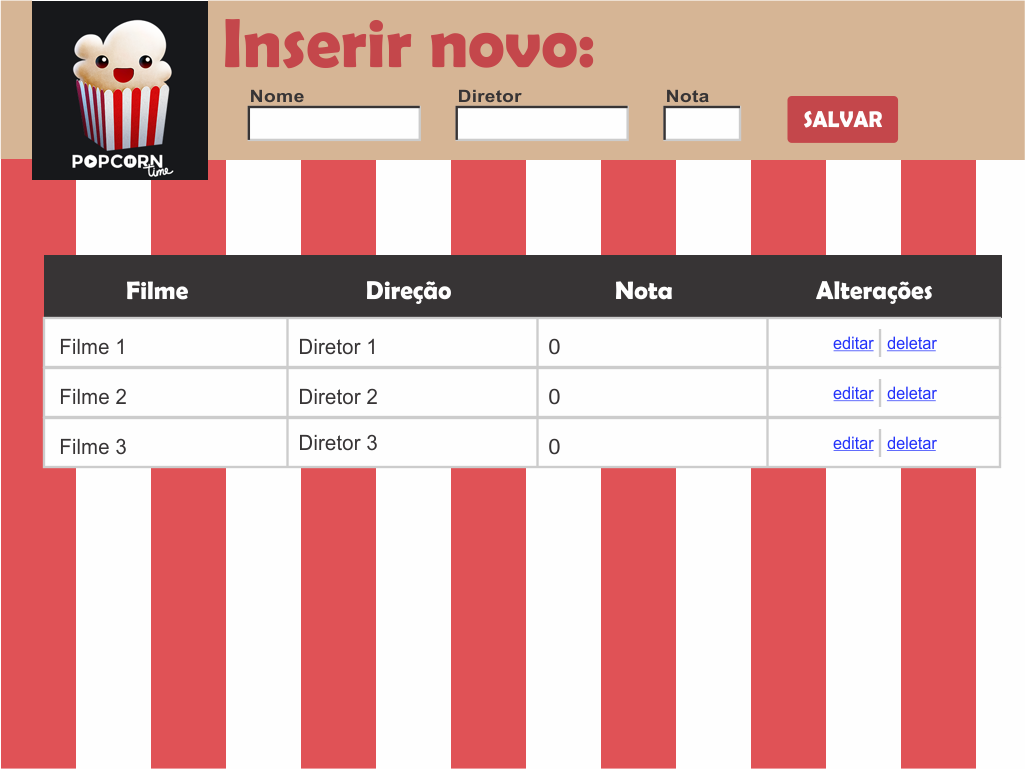 Inserir novo:
Nome Diretor Nota
SALVAR
POPCORN
time
Filme Direção Nota Alterações
Filme 1 Diretor 1 0 editar deletar
Filme 2 Diretor 2 0 editar deletar
Filme 3 Diretor 3 0 editar deletar